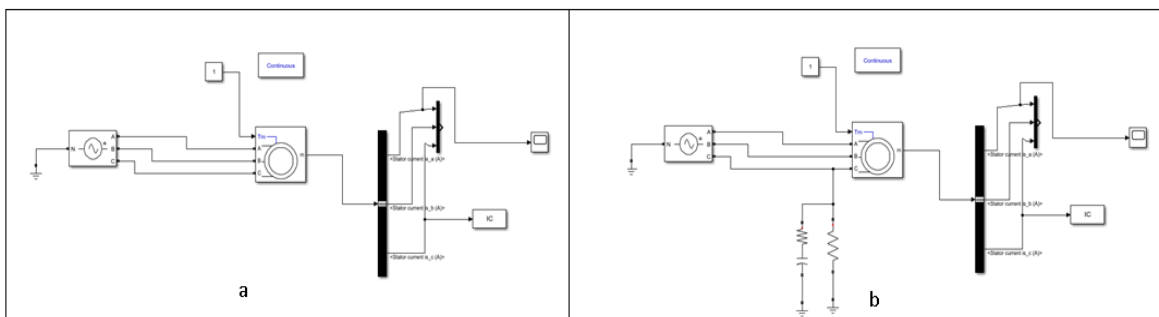 Continuous
1
N
A
B
C
Tm
A
B
C
m
<Stator current is_a (A)>
<Stator current is_b (A)>
IC
<Stator current is_c (A)>
a
Continuous
1
N
A
B
C
Tm
A
B
C
m
<Stator current is_a (A)>
<Stator current is_b (A)>
IC
<Stator current is_c (A)>
b